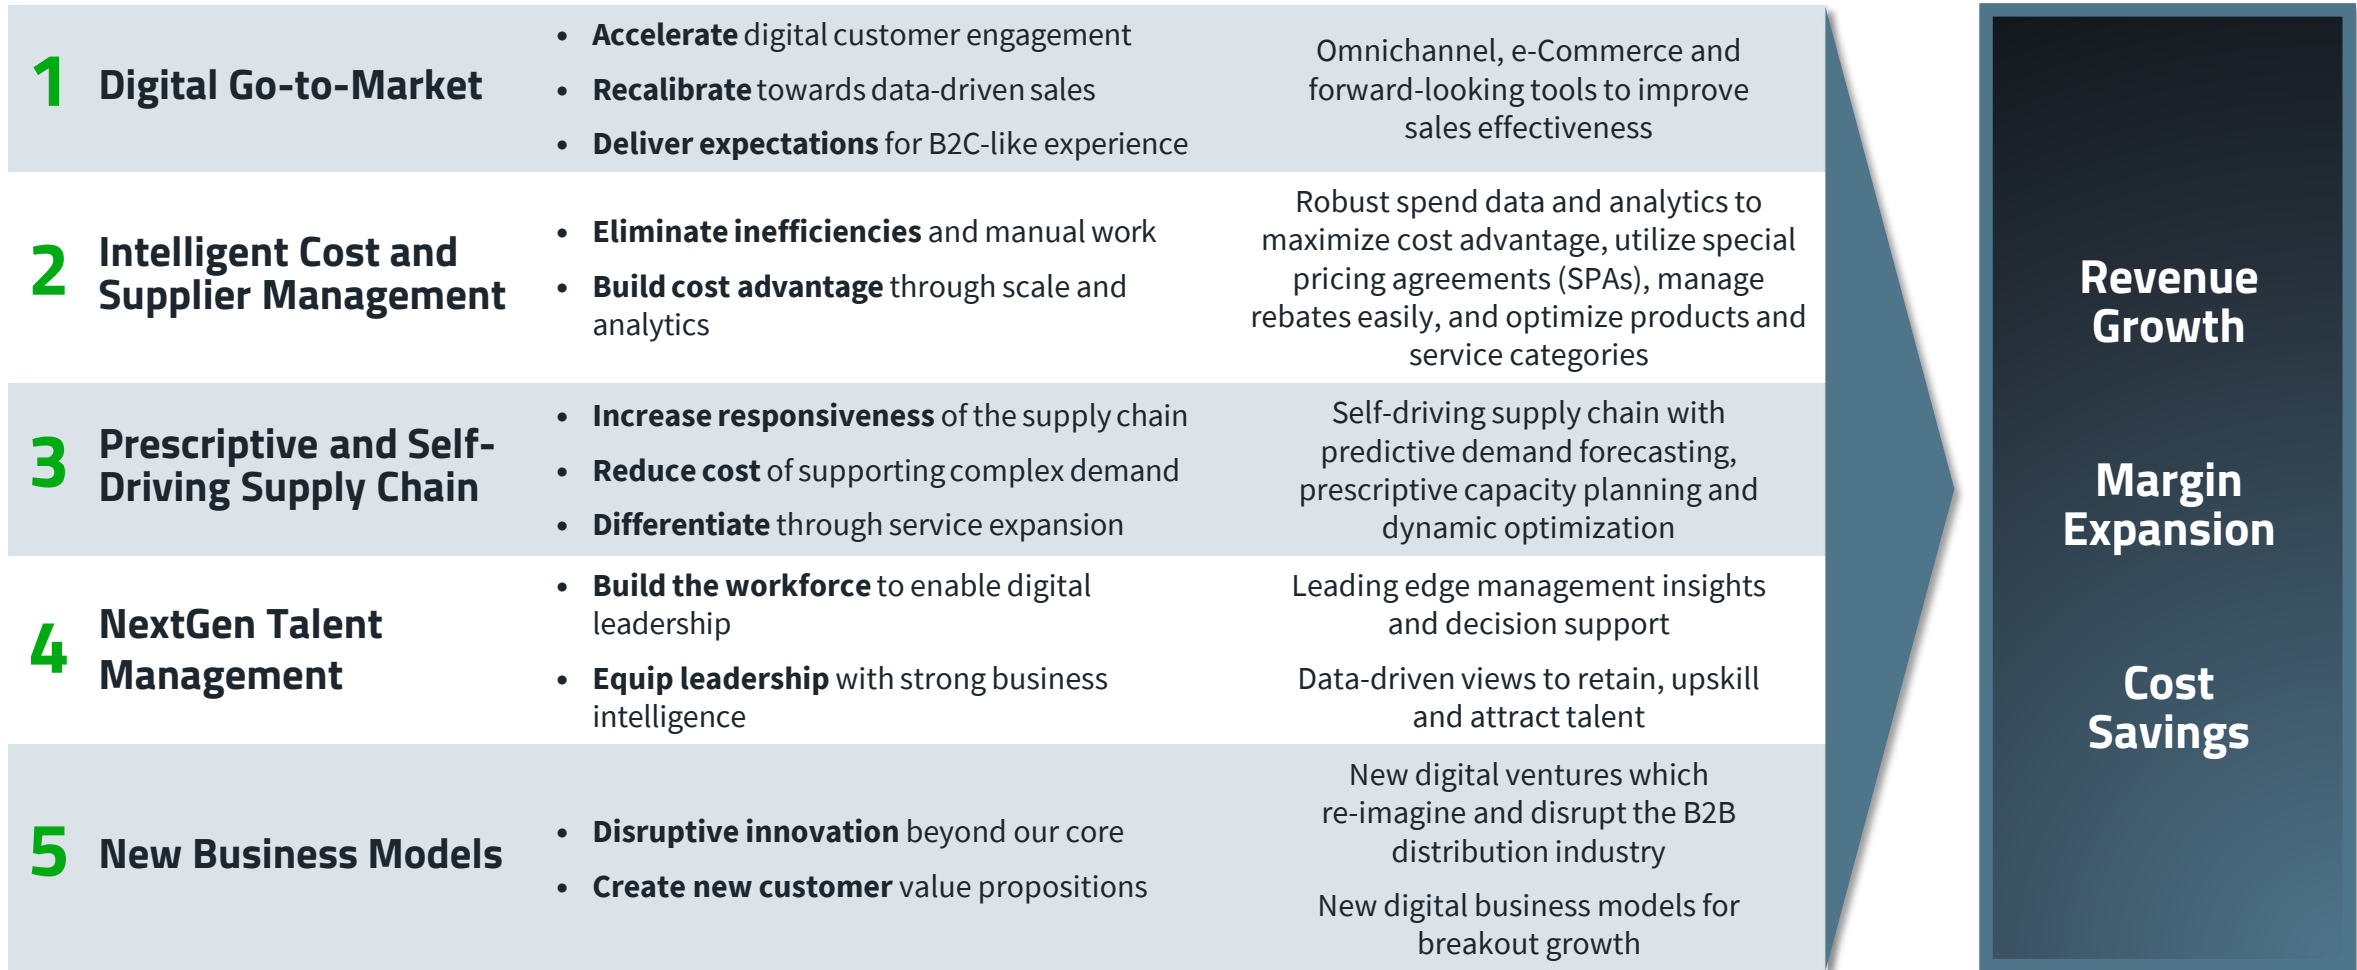 1
Digital Go-to-Market
• Accelerate digital customer engagement
• Recalibrate towards data-driven sales
• Deliver expectations for B2C-like experience
Omnichannel, e-Commerce and
forward-looking tools to improve
sales effectiveness
2
Intelligent Cost and
Supplier Management
• Eliminate inefficiencies and manual work
• Build cost advantage through scale and
analytics
Robust spend data and analytics to
maximize cost advantage, utilize special
pricing agreements (SPAs), manage
rebates easily, and optimize products and
service categories
3
Prescriptive and Self-
Driving Supply Chain
• Increase responsiveness of the supply chain
• Reduce cost of supporting complex demand
• Differentiate through service expansion
Self-driving supply chain with
predictive demand forecasting,
prescriptive capacity planning and
dynamic optimization
4
NextGen Talent
Management
• Build the workforce to enable digital
leadership
• Equip leadership with strong business
intelligence
Leading edge management insights
and decision support
Data-driven views to retain, upskill
and attract talent
5
New Business Models
• Disruptive innovation beyond our core
• Create new customer value propositions
New digital ventures which
re-imagine and disrupt the B2B
distribution industry
New digital business models for
breakout growth
Revenue
Growth
Margin
Expansion
Cost
Savings